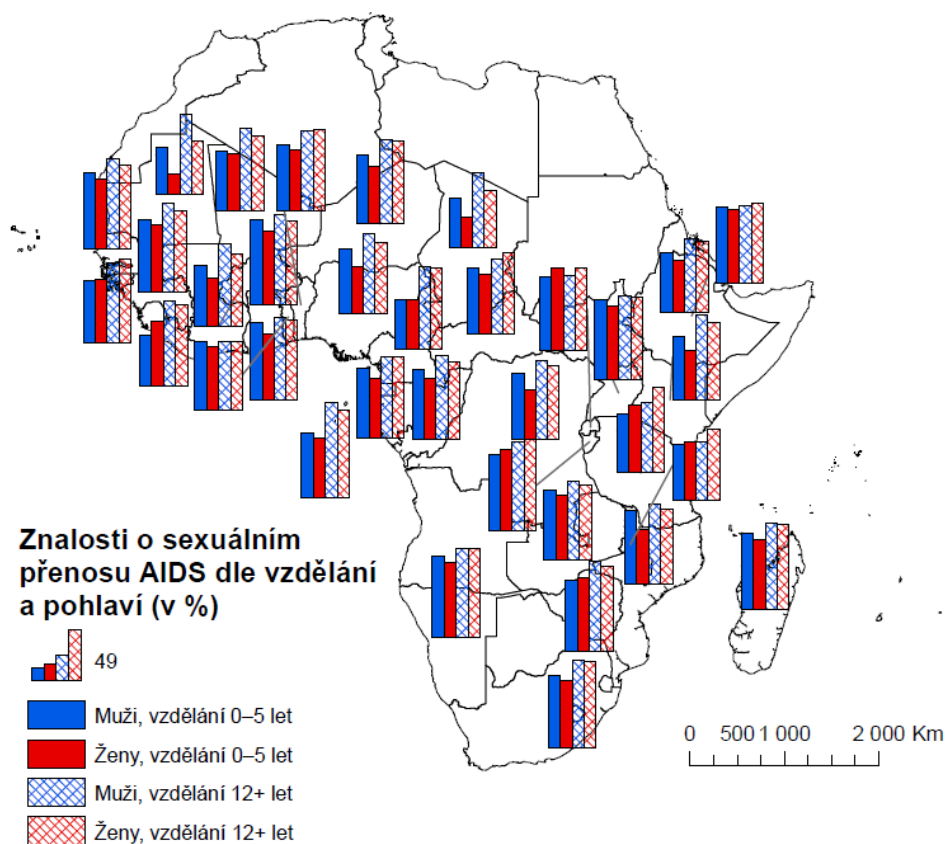 Znalosti o sexuálním
přenosu AIDS dle vzdělání
a pohlaví (v %)
49
Muži, vzdělání 0–5 let
Ženy, vzdělání 0–5 let
Muži, vzdělání 12+ let
Ženy, vzdělání 12+ let
0 500 1 000 2 000 Km